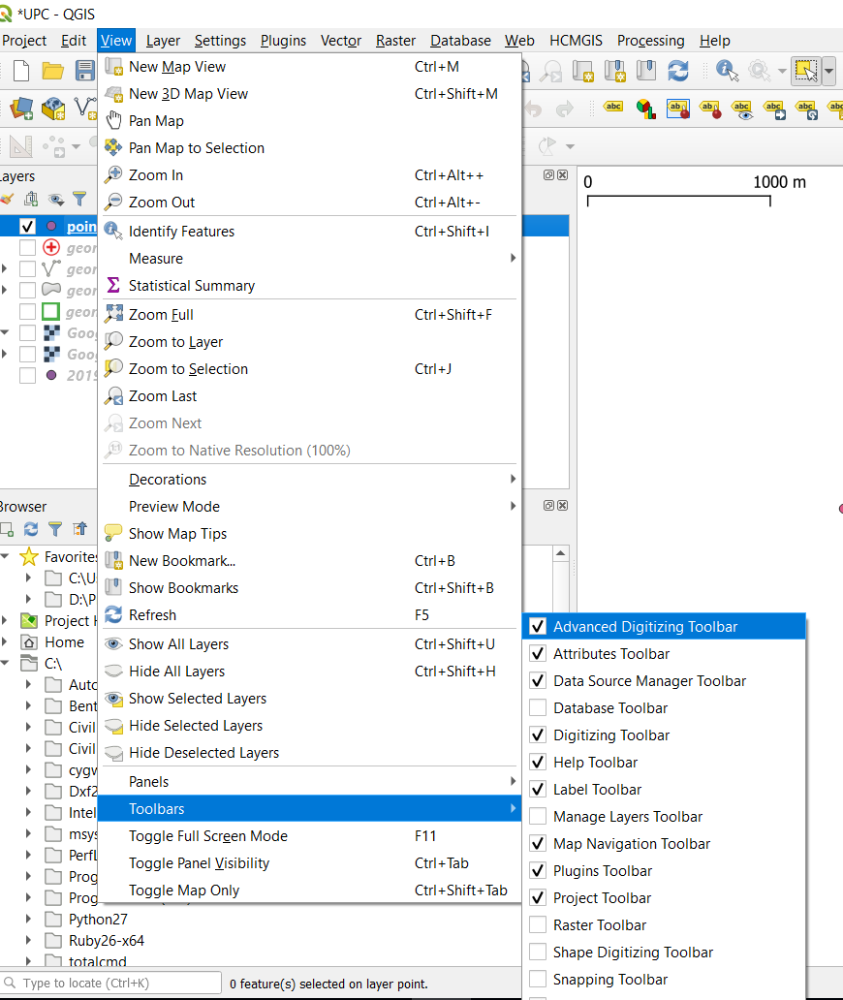 *UPC - QGIS
Project Edit View Layer Settings Plugins Vector Raster Database Web HCMGIS Processing Help
New Map View Ctrl+M
New 3D Map View Ctrl+Shift+M
Pan Map
Pan Map to Selection
Zoom In Ctrl+Alt++
Zoom Out Ctrl+Alt+-
Identify Features Ctrl+Shift+I
Measure
Statistical Summary
Zoom Full Ctrl+Shift+F
Zoom to Layer
Zoom to Selection Ctrl+J
Zoom Last
Zoom Next
Zoom to Native Resolution (100%)
Decorations
Preview Mode
Show Map Tips
New Bookmark... Ctrl+B
Show Bookmarks Ctrl+Shift+B
Refresh F5
Show All Layers Ctrl+Shift+U
Hide All Layers Ctrl+Shift+H
Show Selected Layers
Hide Selected Layers
Hide Deselected Layers
Panels
Toolbars
Toggle Full Screen Mode F11
Toggle Panel Visibility Ctrl+Tab
Toggle Map Only Ctrl+Shift+Tab
Advanced Digitizing Toolbar
Attributes Toolbar
Data Source Manager Toolbar
Database Toolbar
Digitizing Toolbar
Help Toolbar
Label Toolbar
Manage Layers Toolbar
Map Navigation Toolbar
Plugins Toolbar
Project Toolbar
Raster Toolbar
Shape Digitizing Toolbar
Snapping Toolbar
abc
ab
ab
abc
abc
abc
0 1000 m
Layers
poin
geor
geor
geor
geor
Goog
Goog
2019
Browser
Favorites
C:\U
D:\P
Project H
Home
C:\
Auto
Bent
Civil
Civil
cygw
Dxf2
Intel
msys
PerfL
Prog
Prog
Python27
Ruby26-x64
totalcmd
Type to locate (Ctrl+K)
0 feature(s) selected on layer point.